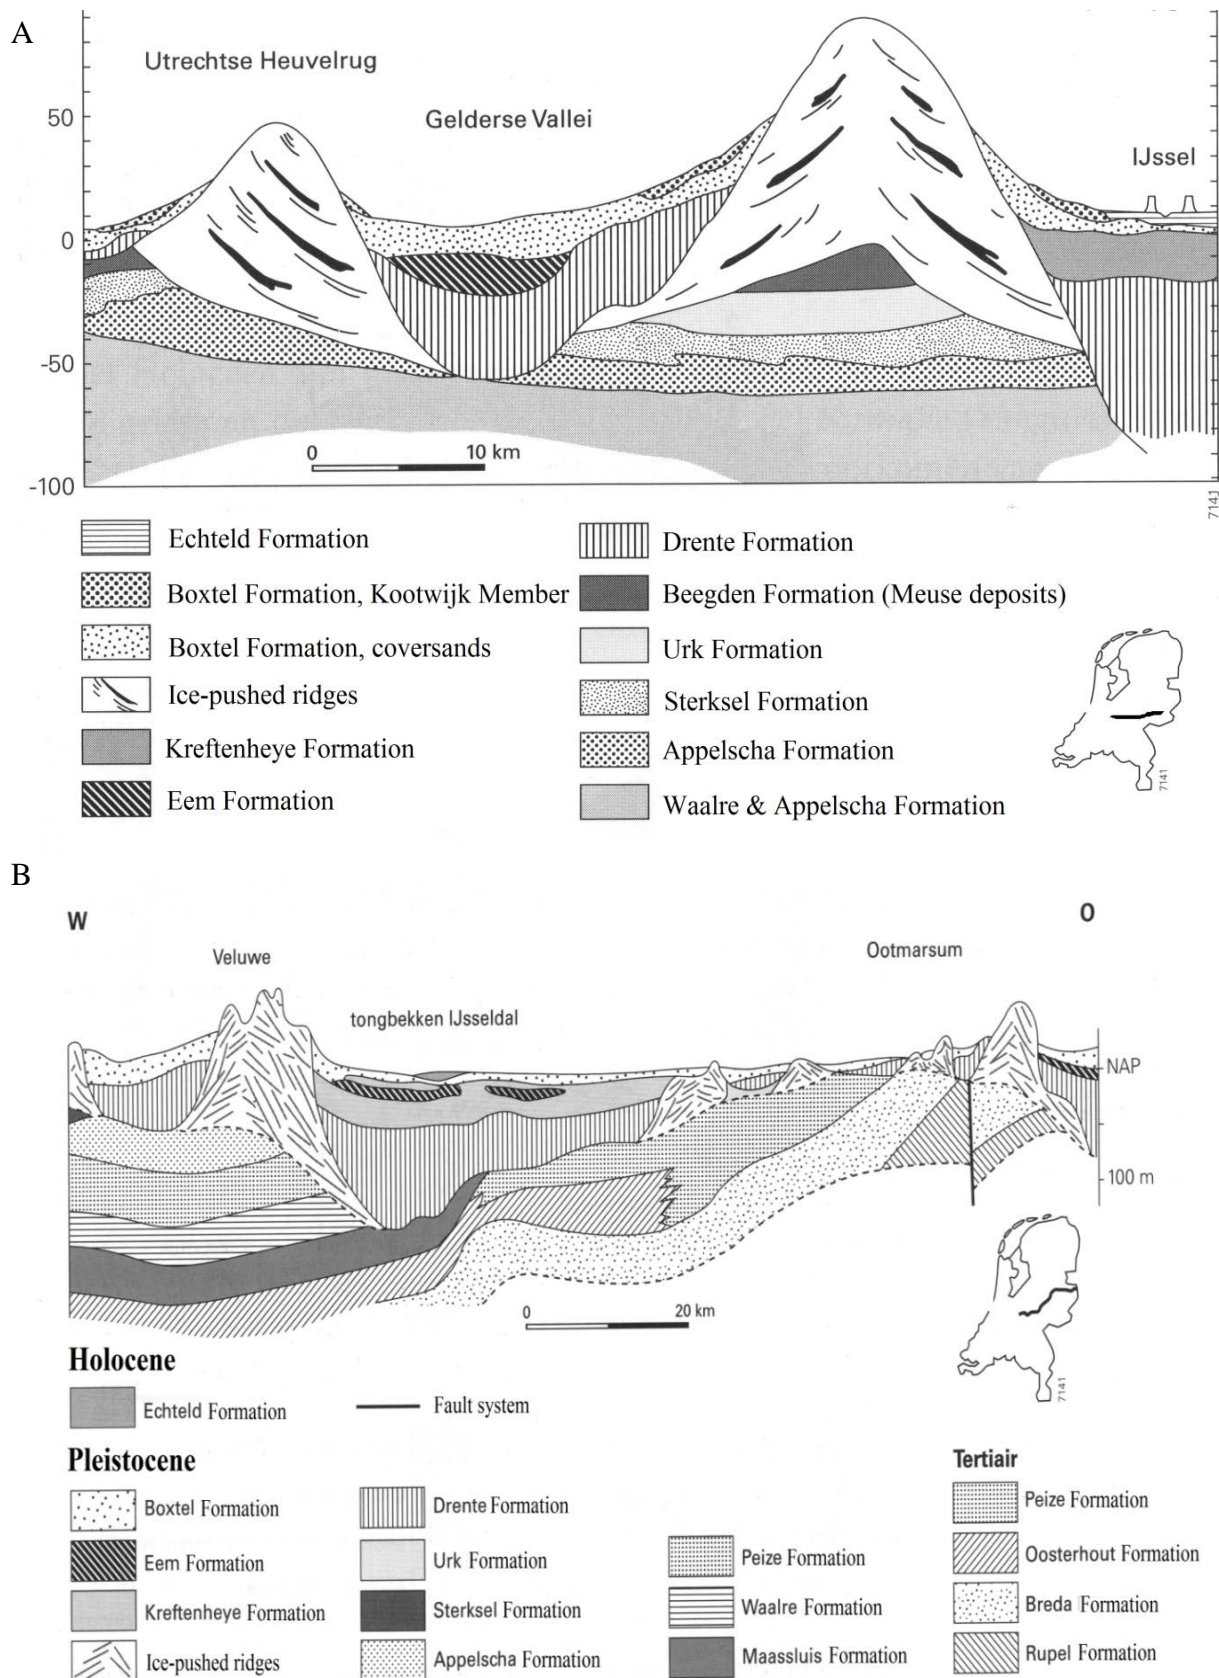 A
Utrechtse Heuvelrug
Gelderse Vallei
IJssel
50
0
-50
-100
0 10 km
7141
Echteld Formation
Boxtel Formation, Kootwijk Member
Boxtel Formation, coversands
Ice-pushed ridges
Kreftenheye Formation
Eem Formation
Drente Formation
Beegden Formation (Meuse deposits)
Urk Formation
Sterksel Formation
Appelscha Formation
Waalre & Appelscha Formation
7141
B
W
O
Veluwe
Ootmarsum
tongbekken IJsseldal
NAP
100 m
0 20 km
7141
Holocene
Echteld Formation
Fault system
Pleistocene
Boxtel Formation
Eem Formation
Kreftenheye Formation
Ice-pushed ridges
Drente Formation
Urk Formation
Sterksel Formation
Appelscha Formation
Peize Formation
Waalre Formation
Maassluis Formation
Tertiair
Peize Formation
Oosterhout Formation
Breda Formation
Rupel Formation